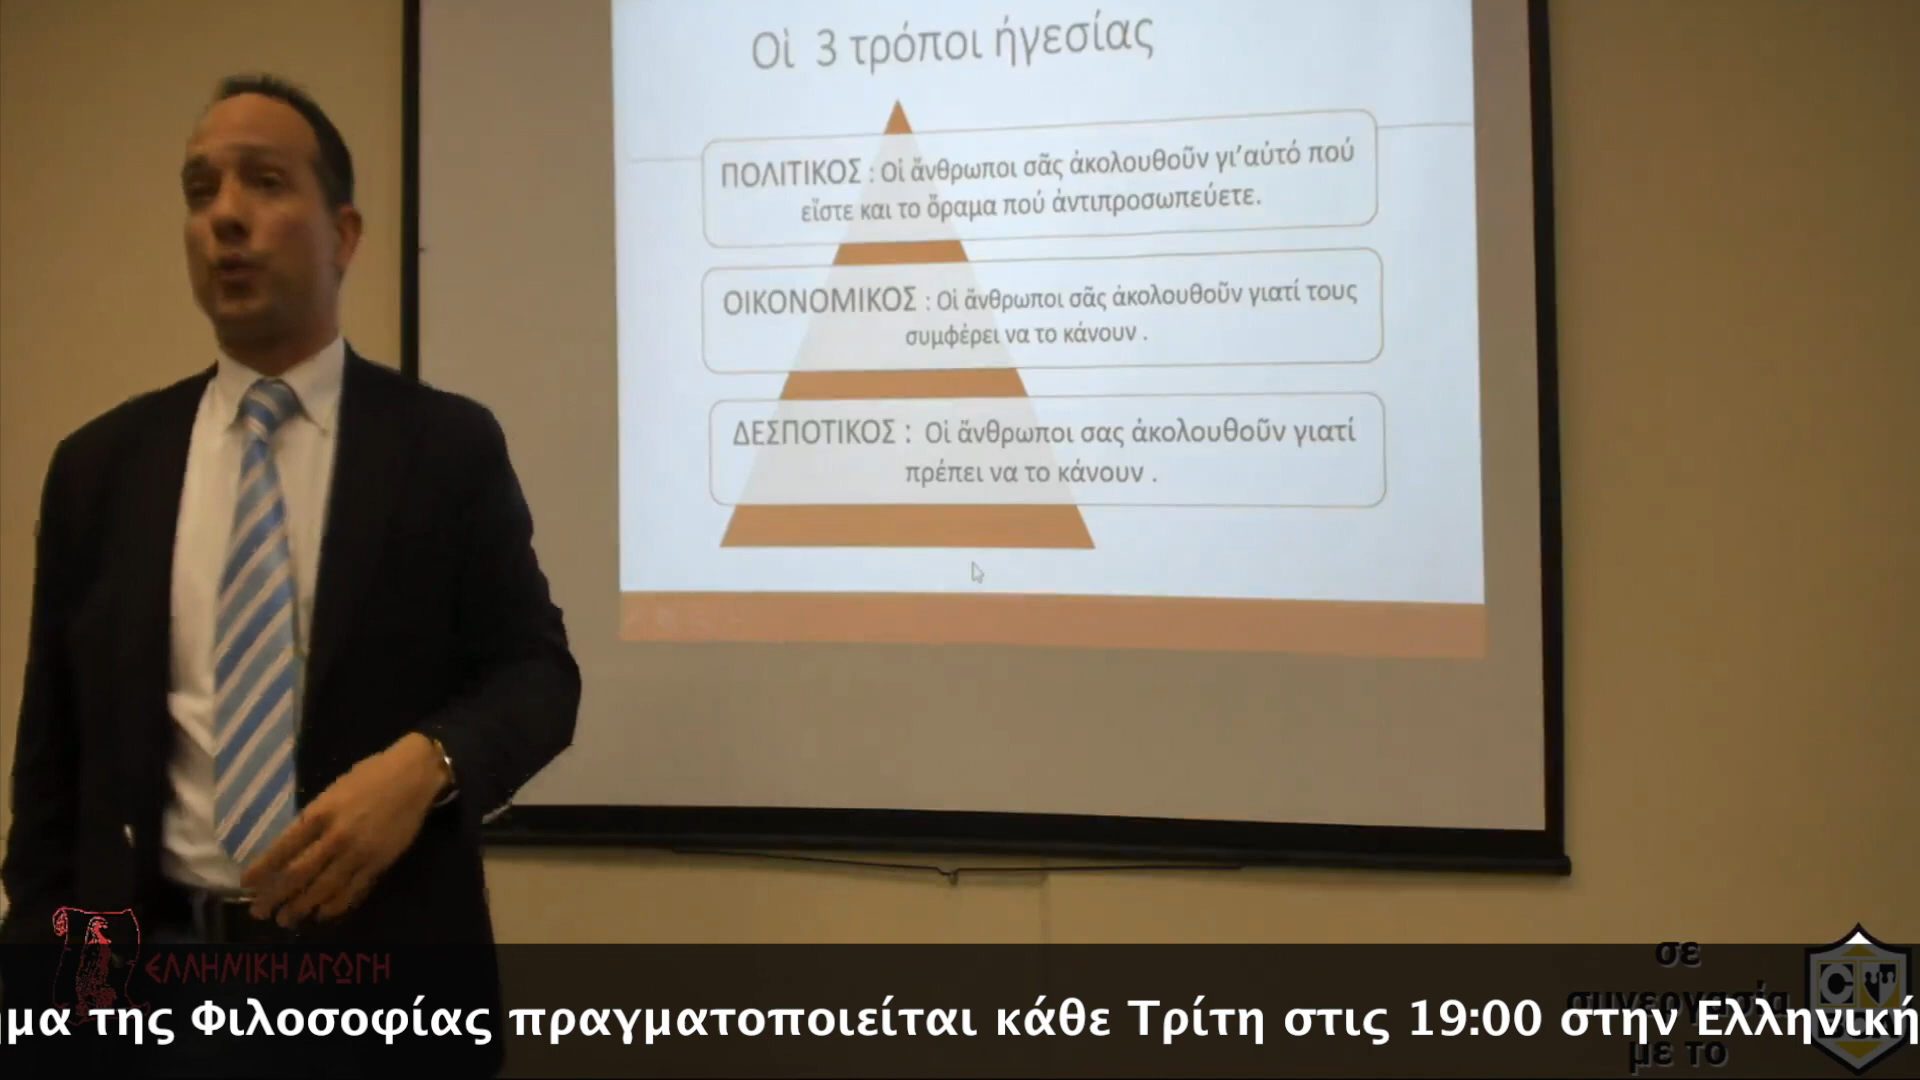 Οἱ 3 τρόποι ἡγεσίας
ΠΟΛΙΤΙΚΟΣ : Οἱ ἄνθρωποι σᾶς ἀκολουθοῦν γι’αὐτό πού
εἴστε και το ὅραμα πού ἀντιπροσωπεύετε.
ΟΙΚΟΝΟΜΙΚΟΣ : Οἱ ἄνθρωποι σᾶς ἀκολουθοῦν γιατί τους
συμφέρει να το κάνουν .
ΔΕΣΠΟΤΙΚΟΣ : Οἱ ἄνθρωποι σας ἀκολουθοῦν γιατί
πρέπει να το κάνουν .
ΕΛΛΗΝΙΚΗ ΑΓΩΓΗ
σε
συνεργασία
με το
μα της Φιλοσοφίας πραγματοποιείται κάθε Τρίτη στις 19:00 στην Ελληνική